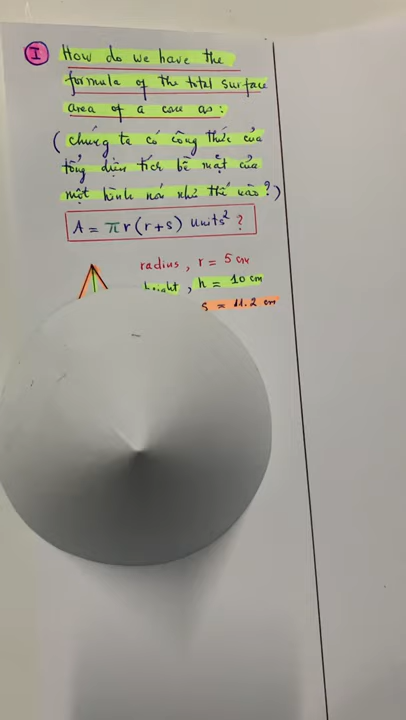 I How do we have the
formula of the total surface
area of a cone as:
(chúng ta có công thức của
tổng diện tích bề mặt của
một hình nón như thế nào?)
A = πr(r+s) units² ?
radius, r = 5 cm
height, h = 10 cm
s = 11.2 cm